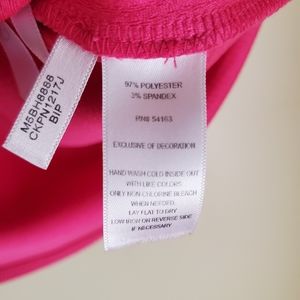 M5BH8868
CKPN1217J
BIP
97% POLYESTER
3% SPANDEX
RN# 54163
EXCLUSIVE OF DECORATION
HAND WASH COLD INSIDE OUT
WITH LIKE COLORS
ONLY NON CHLORINE BLEACH
WHEN NEEDED.
LAY FLAT TO DRY
LOW IRON ON REVERSE SIDE
IF NECESSARY